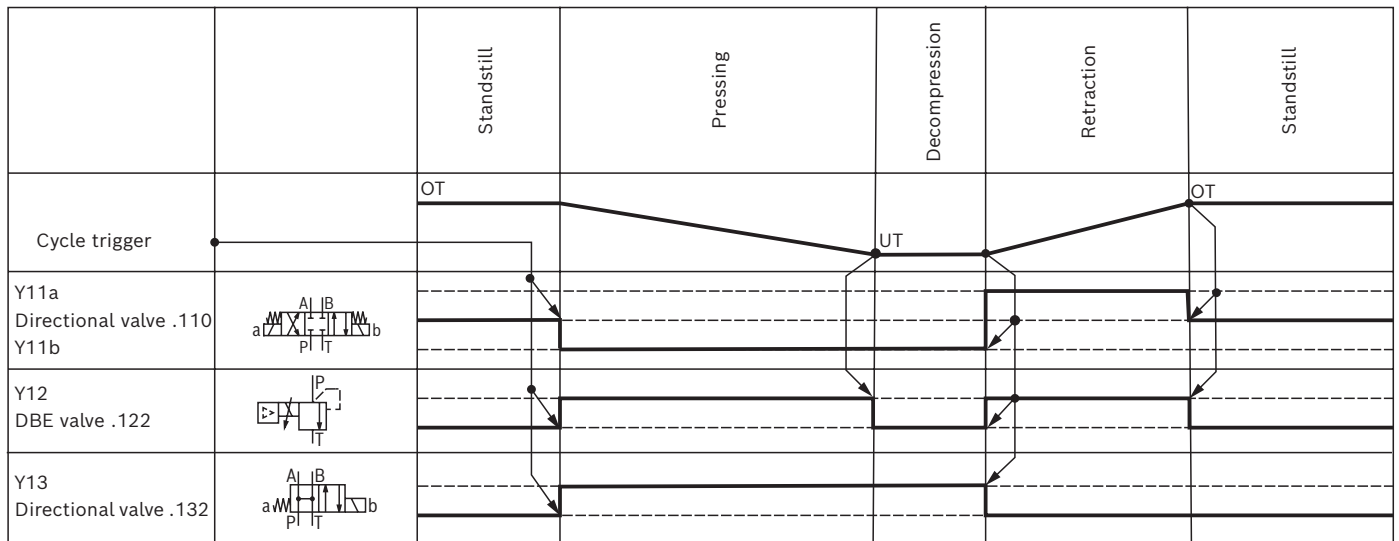 Standstill
Pressing
Decompression
Retraction
Standstill
OT
OT
Cycle trigger
UT
Y11a
Directional valve .110
Y11b
A B
a b
P T
Y12
DBE valve .122
P
T
Y13
Directional valve .132
A B
a b
P T